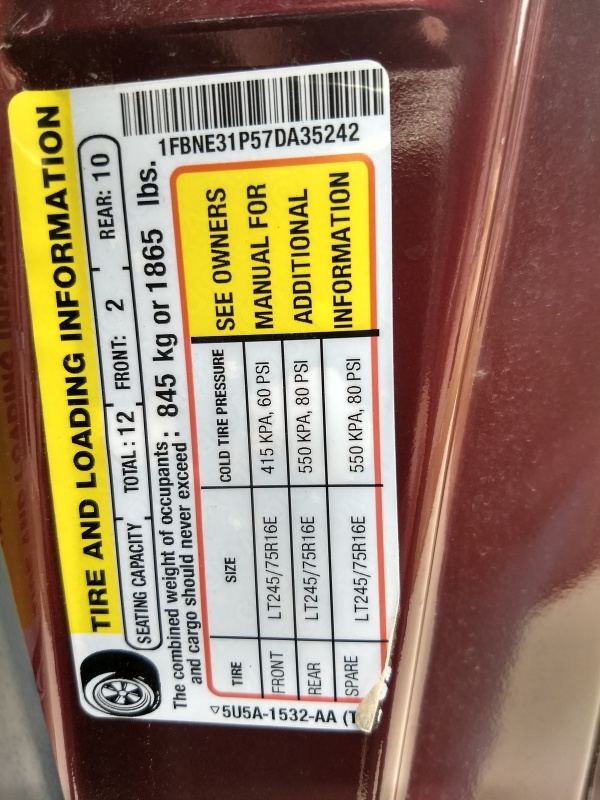 TIRE AND LOADING INFORMATION
SEATING CAPACITY TOTAL: 12 FRONT: 2 REAR: 10
The combined weight of occupants
and cargo should never exceed : 845 kg or 1865 lbs.
TIRE SIZE COLD TIRE PRESSURE
FRONT LT245/75R16E 415 KPA, 60 PSI
REAR LT245/75R16E 550 KPA, 80 PSI
SPARE LT245/75R16E 550 KPA, 80 PSI
SEE OWNERS
MANUAL FOR
ADDITIONAL
INFORMATION
1FBNE31P57DA35242
▽5U5A-1532-AA (T